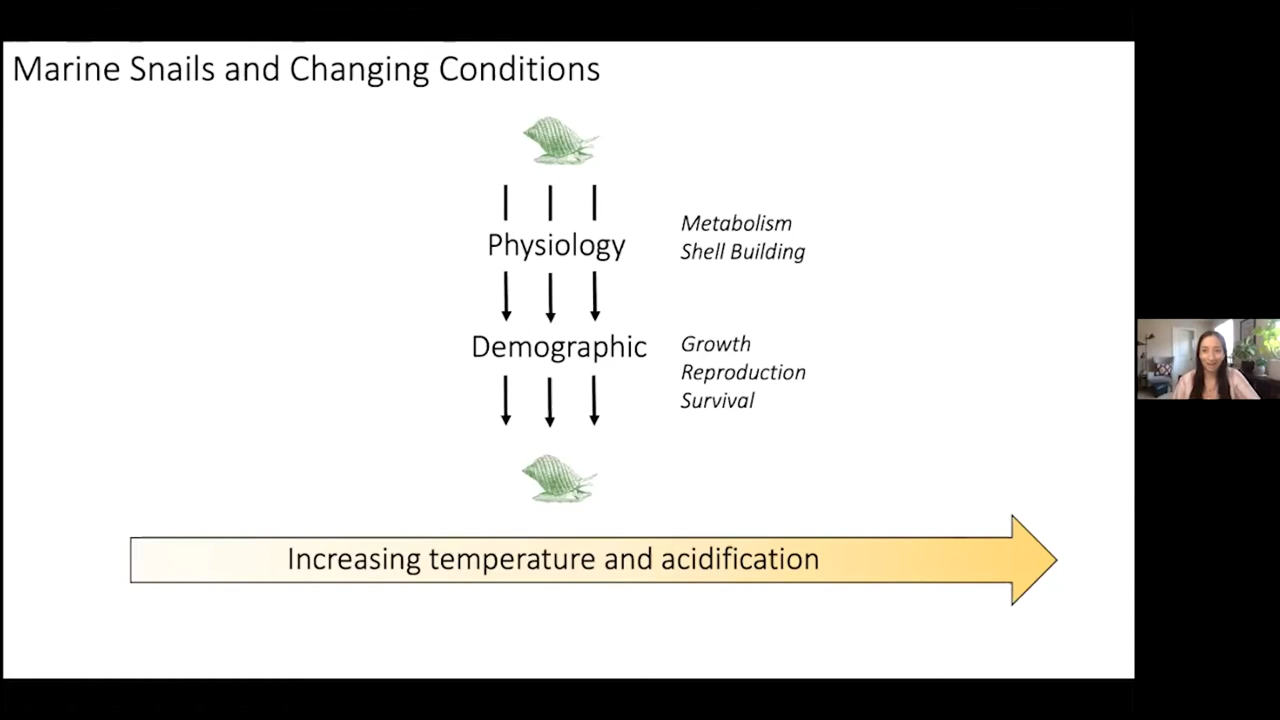 Marine Snails and Changing Conditions
Physiology
Metabolism
Shell Building
Demographic
Growth
Reproduction
Survival
Increasing temperature and acidification